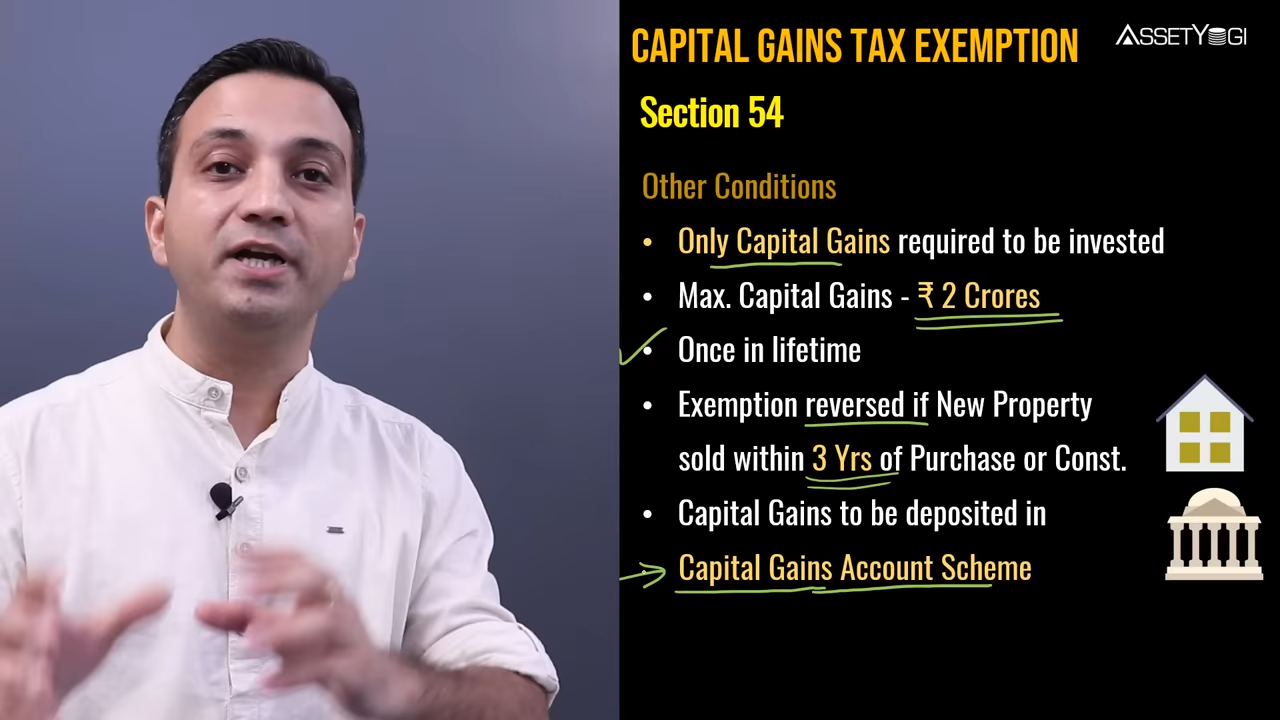 CAPITAL GAINS TAX EXEMPTION
ASSETYOGI
Section 54
Other Conditions
• Only Capital Gains required to be invested
• Max. Capital Gains - ₹ 2 Crores
• Once in lifetime
• Exemption reversed if New Property
sold within 3 Yrs of Purchase or Const.
• Capital Gains to be deposited in
• Capital Gains Account Scheme